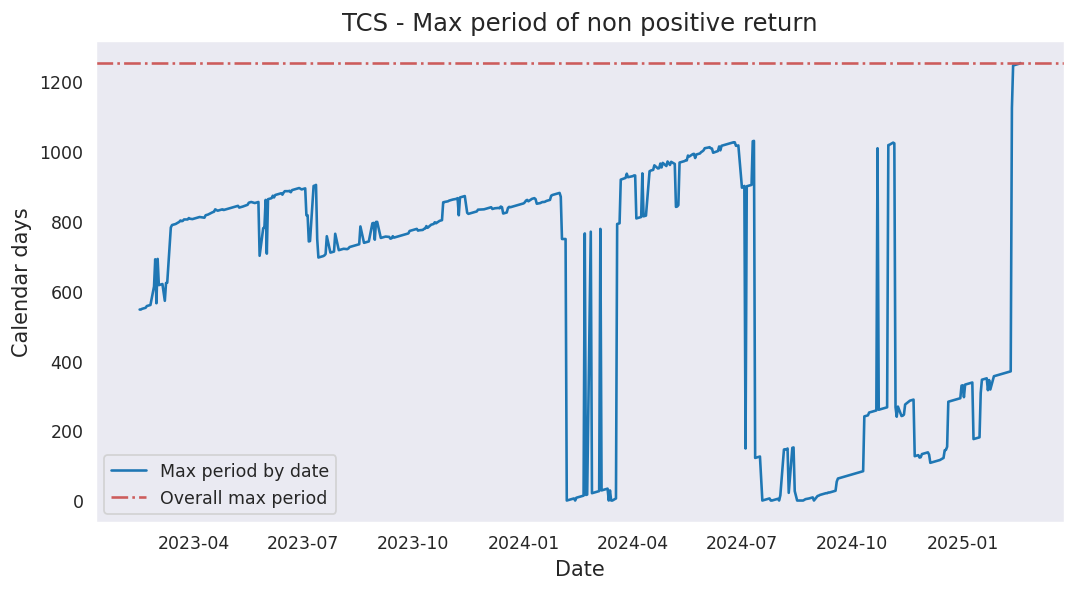 TCS - Max period of non positive return
Calendar days
1200
1000
800
600
400
200
0
Max period by date
Overall max period
2023-04 2023-07 2023-10 2024-01 2024-04 2024-07 2024-10 2025-01
Date